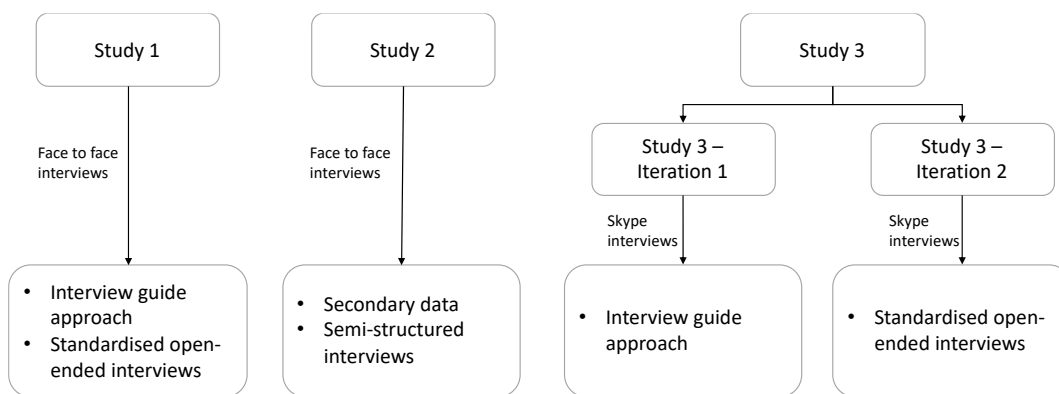 Study 1
Study 2
Study 3
Face to face
interviews
Face to face
interviews
Study 3 –
Iteration 1
Study 3 –
Iteration 2
Skype
interviews
Skype
interviews
• Interview guide
approach
• Standardised open-
ended interviews
• Secondary data
• Semi-structured
interviews
• Interview guide
approach
• Standardised open-
ended interviews